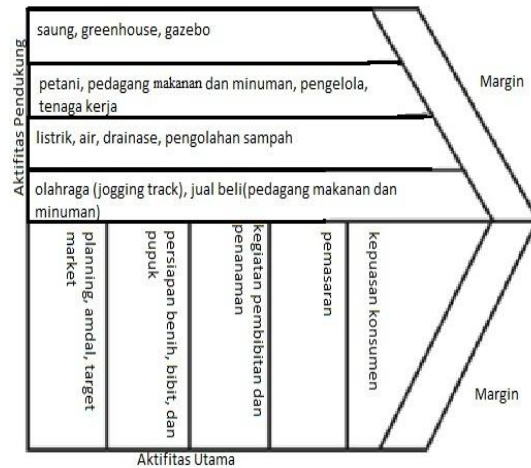 saung, greenhouse, gazebo
petani, pedagang makanan dan minuman, pengelola,
tenaga kerja
listrik, air, drainase, pengolahan sampah
olahraga (jogging track), jual beli(pedagang makanan dan
minuman)
Aktifitas Pendukung
Margin
planning, amdal, target
market
persiapan benih, bibit, dan
pupuk
kegiatan pembibitan dan
penanaman
pemasaran
kepuasan konsumen
Margin
Aktifitas Utama